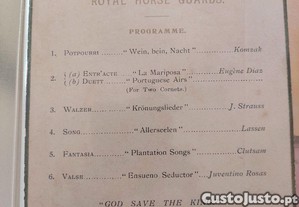 ROYAL HORSE GUARDS.
PROGRAMME.
1. POTPOURRI "Wein, bein, Nacht" Komzak
2. (a) ENTR'ACTE "La Mariposa" Eugène Diaz
(b) DUETT "Portuguese Airs"
(For Two Cornets.)
3. WALZER "Krönungslieder" J. Strauss
4. SONG "Allerseelen" Lassen
5. FANTASIA "Plantation Songs" Clutsam
6. VALSE "Ensueno Seductor" Juventino Rosas
"GOD SAVE THE
CustoJusto.pt